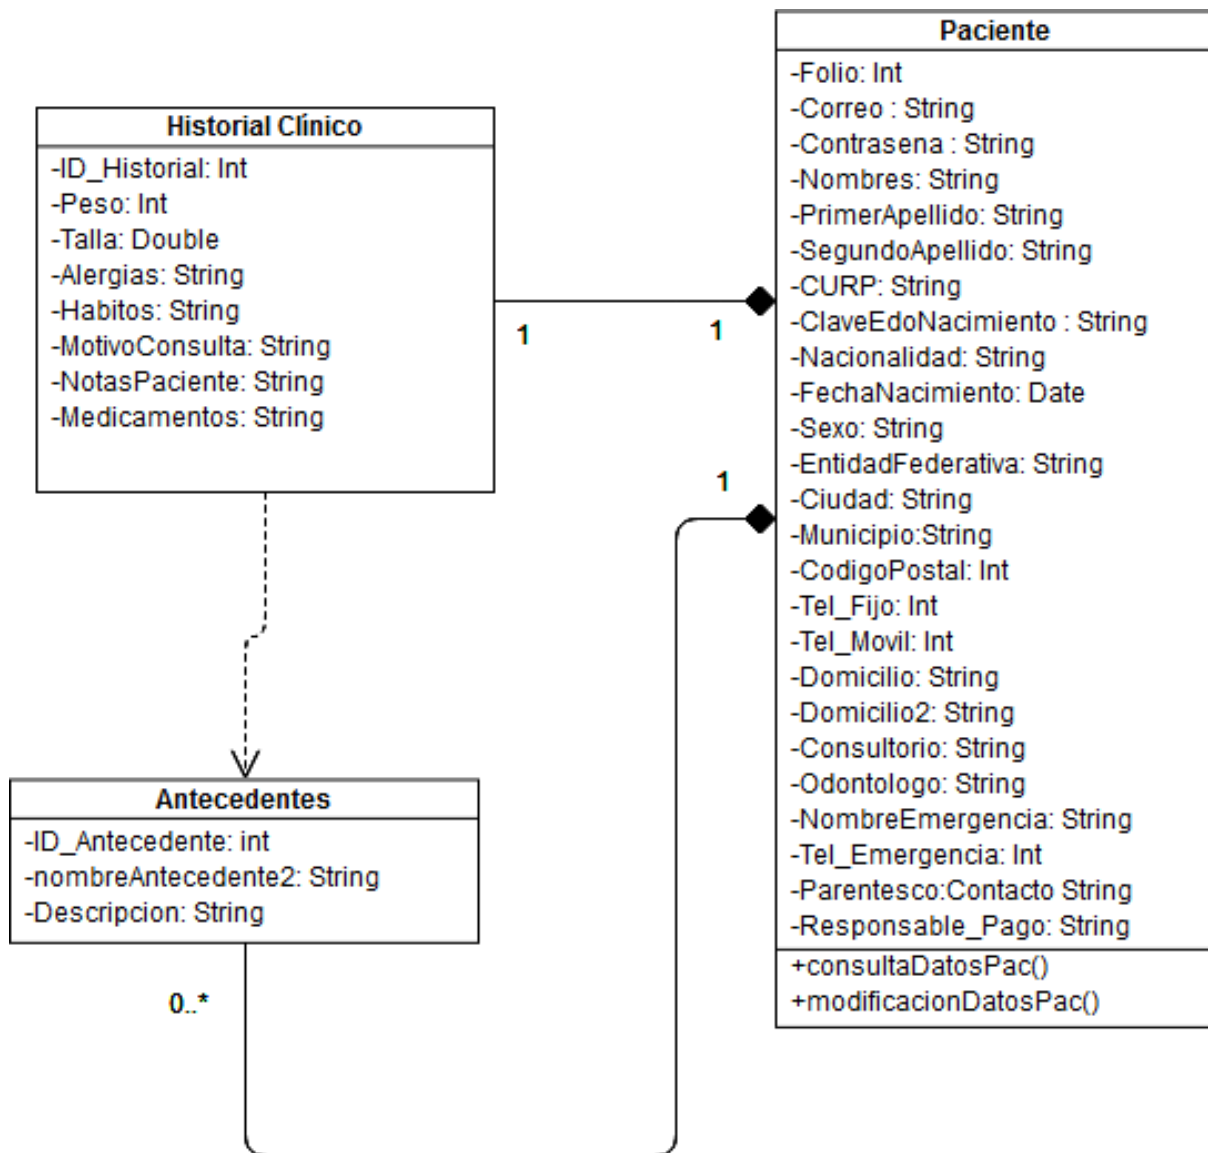 Historial Clínico
-ID_Historial: Int
-Peso: Int
-Talla: Double
-Alergias: String
-Habitos: String
-MotivoConsulta: String
-NotasPaciente: String
-Medicamentos: String
1
1
Paciente
-Folio: Int
-Correo : String
-Contrasena : String
-Nombres: String
-PrimerApellido: String
-SegundoApellido: String
-CURP: String
-ClaveEdoNacimiento : String
-Nacionalidad: String
-FechaNacimiento: Date
-Sexo: String
-EntidadFederativa: String
-Ciudad: String
-Municipio:String
-CodigoPostal: Int
-Tel_Fijo: Int
-Tel_Movil: Int
-Domicilio: String
-Domicilio2: String
-Consultorio: String
-Odontologo: String
-NombreEmergencia: String
-Tel_Emergencia: Int
-Parentesco:Contacto String
-Responsable_Pago: String
+consultaDatosPac()
+modificacionDatosPac()
1
Antecedentes
-ID_Antecedente: int
-nombreAntecedente2: String
-Descripcion: String
0..*